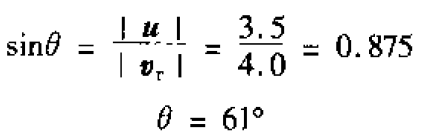 sinθ = | u | / | v_r | = 3.5 / 4.0 = 0.875
θ = 61°